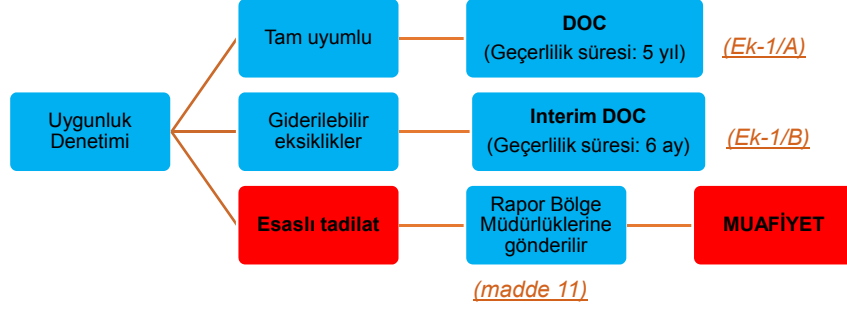 Uygunluk
Denetimi
Tam uyumlu
DOC
(Geçerlilik süresi: 5 yıl)
(Ek-1/A)
Giderilebilir
eksiklikler
Interim DOC
(Geçerlilik süresi: 6 ay)
(Ek-1/B)
Esaslı tadilat
Rapor Bölge
Müdürlüklerine
gönderilir
MUAFİYET
(madde 11)